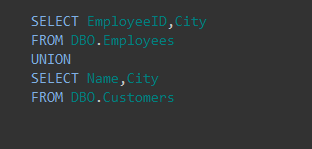 SELECT EmployeeID,City
FROM DBO.Employees
UNION
SELECT Name,City
FROM DBO.Customers